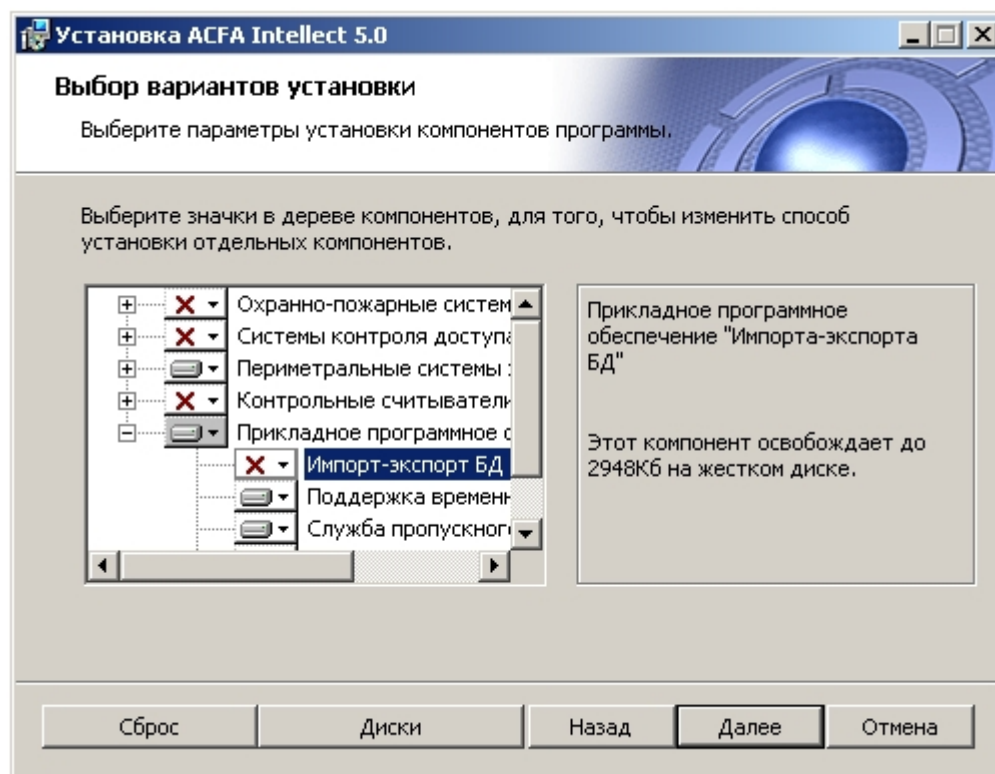 Установка ACFA Intellect 5.0
Выбор вариантов установки
Выберите параметры установки компонентов программы.
Выберите значки в дереве компонентов, для того, чтобы изменить способ
установки отдельных компонентов.
Охранно-пожарные систем
Системы контроля доступа
Периметральные системы
Контрольные считыватели
Прикладное программное с
Импорт-экспорт БД
Поддержка временн
Служба пропускного
Прикладное программное
обеспечение "Импорта-экспорта
БД"
Этот компонент освобождает до
2948Кб на жестком диске.
Сброс
Диски
Назад
Далее
Отмена